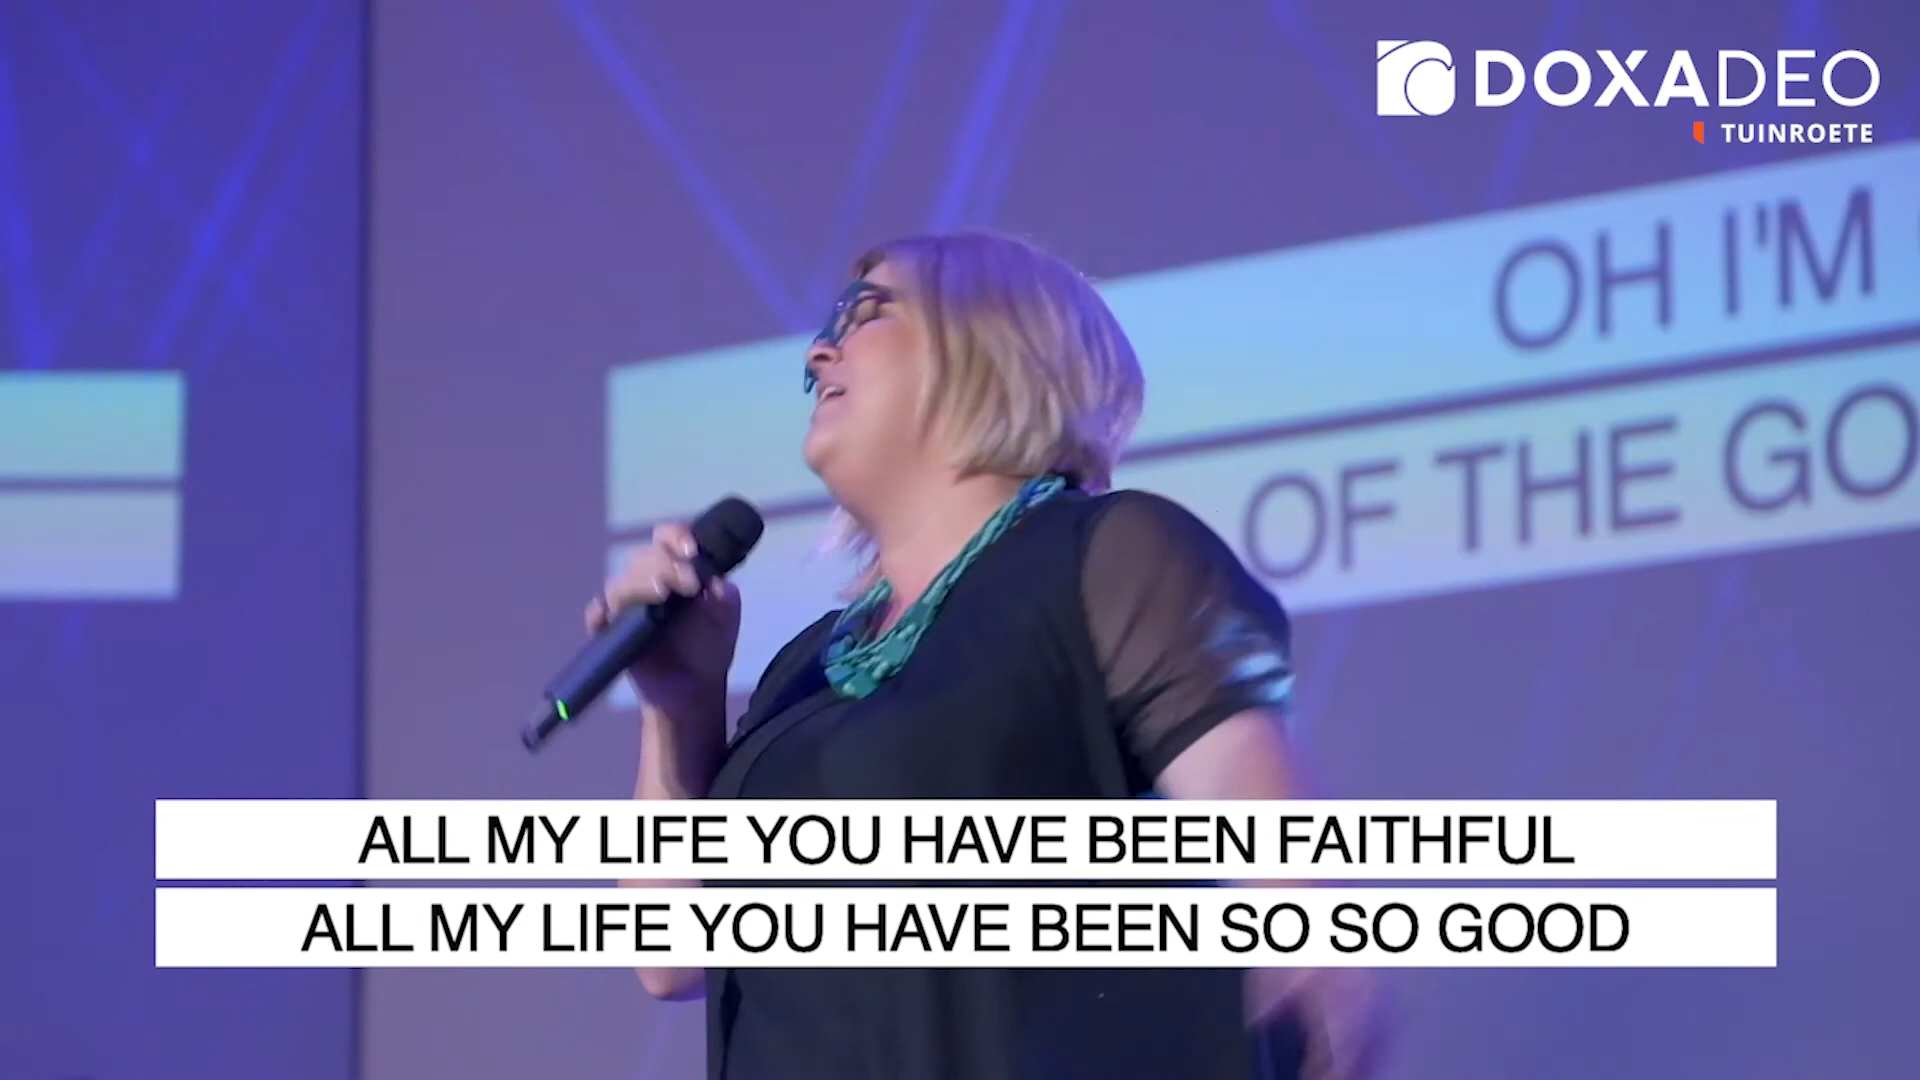 DOXADEO
TUINROETE
OH I'M
OF THE GO
ALL MY LIFE YOU HAVE BEEN FAITHFUL
ALL MY LIFE YOU HAVE BEEN SO SO GOOD